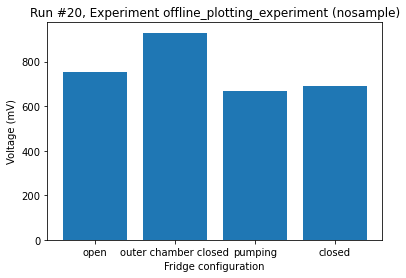 Run #20, Experiment offline_plotting_experiment (nosample)
800
600
400
200
0
Voltage (mV)
open outer chamber closed pumping closed
Fridge configuration